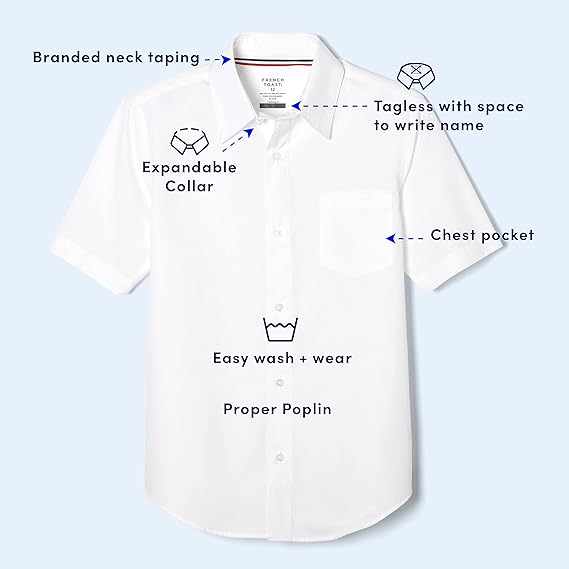 Branded neck taping
FRENCH
TOAST.
12
Tagless with space
to write name
Expandable
Collar
Chest pocket
Easy wash + wear
Proper Poplin